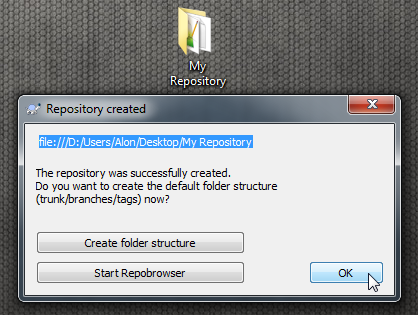 My
Repository
Repository created
file:///D:/Users/Alon/Desktop/My Repository
The repository was successfully created.
Do you want to create the default folder structure
(trunk/branches/tags) now?
Create folder structure
Start Repobrowser
OK